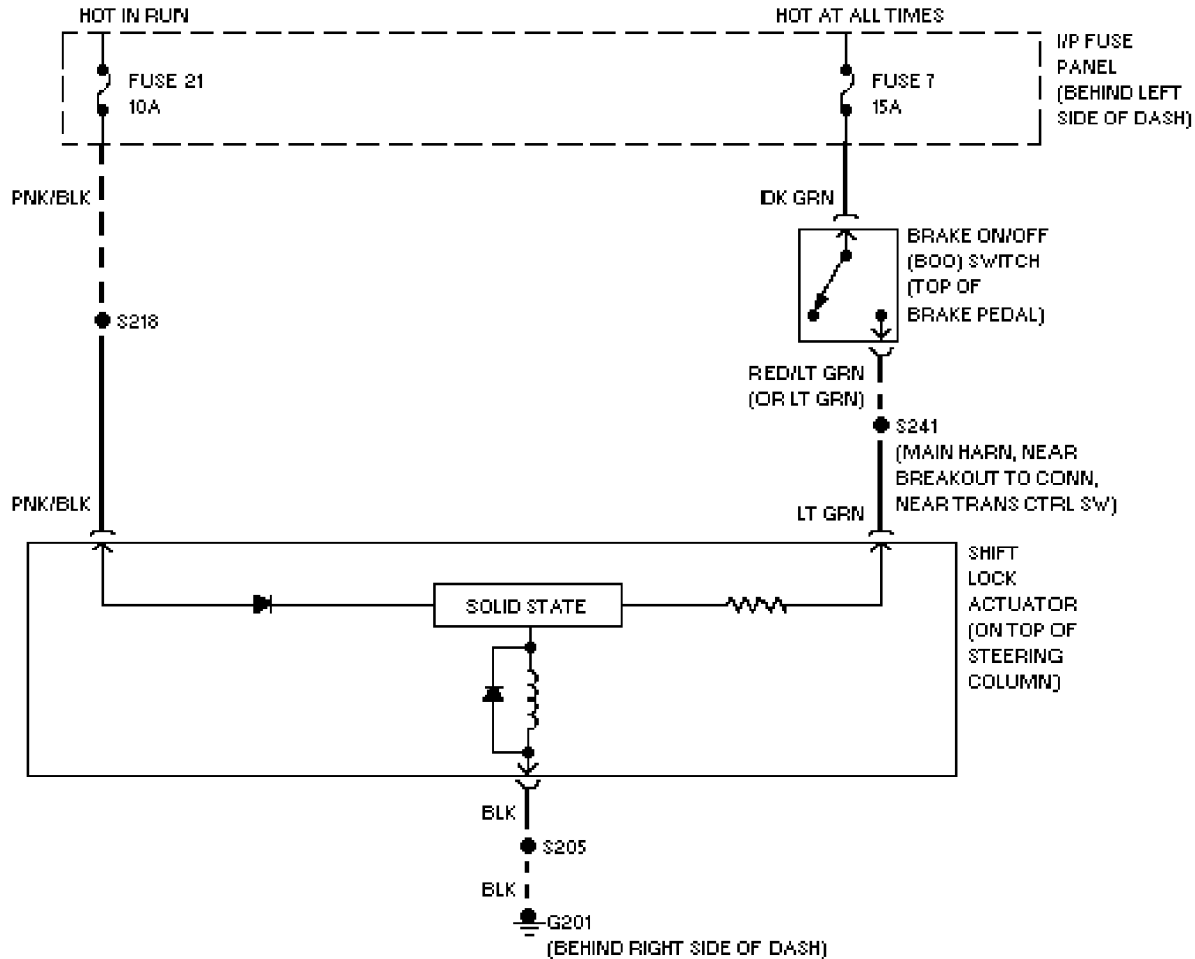 HOT IN RUN
HOT AT ALL TIMES
FUSE 21
10A
FUSE 7
15A
I/P FUSE
PANEL
(BEHIND LEFT
SIDE OF DASH)
PNK/BLK
DK GRN
BRAKE ON/OFF
(BOO) SWITCH
(TOP OF
BRAKE PEDAL)
S218
RED/LT GRN
(OR LT GRN)
S241
(MAIN HARN, NEAR
BREAKOUT TO CONN,
NEAR TRANS CTRL SW)
PNK/BLK
LT GRN
SHIFT
LOCK
ACTUATOR
(ON TOP OF
STEERING
COLUMN)
SOLID STATE
BLK
S205
BLK
G201
(BEHIND RIGHT SIDE OF DASH)